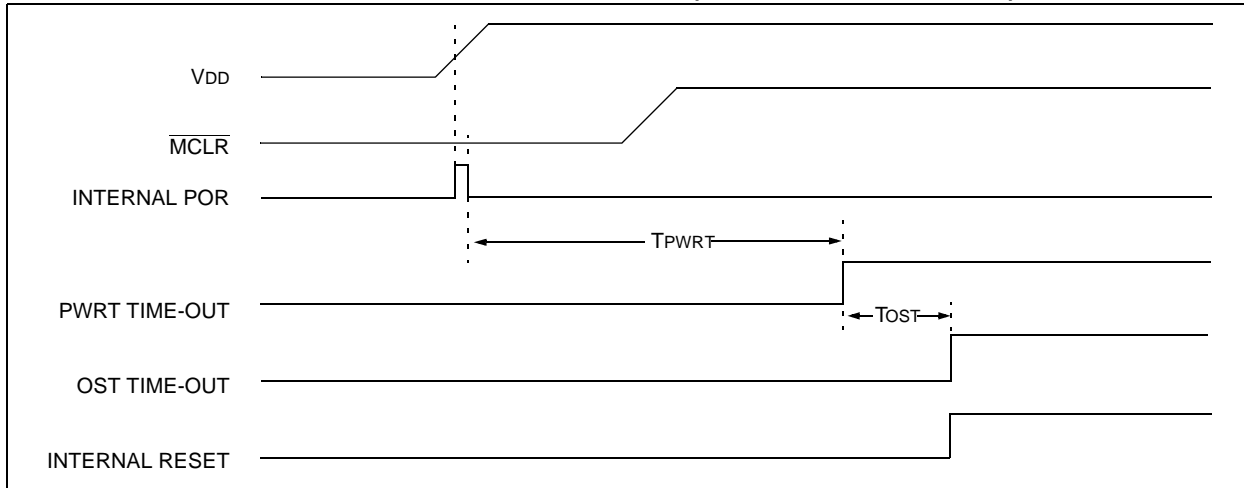 VDD
MCLR
INTERNAL POR
TPWRT
PWRT TIME-OUT
TOST
OST TIME-OUT
INTERNAL RESET